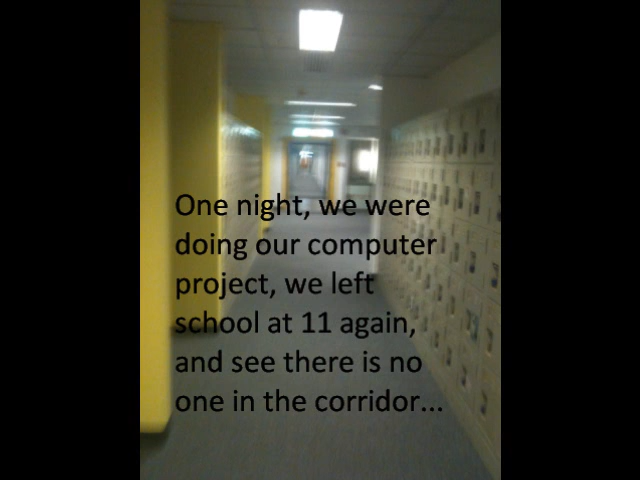 One night, we were
doing our computer
project, we left
school at 11 again,
and see there is no
one in the corridor...